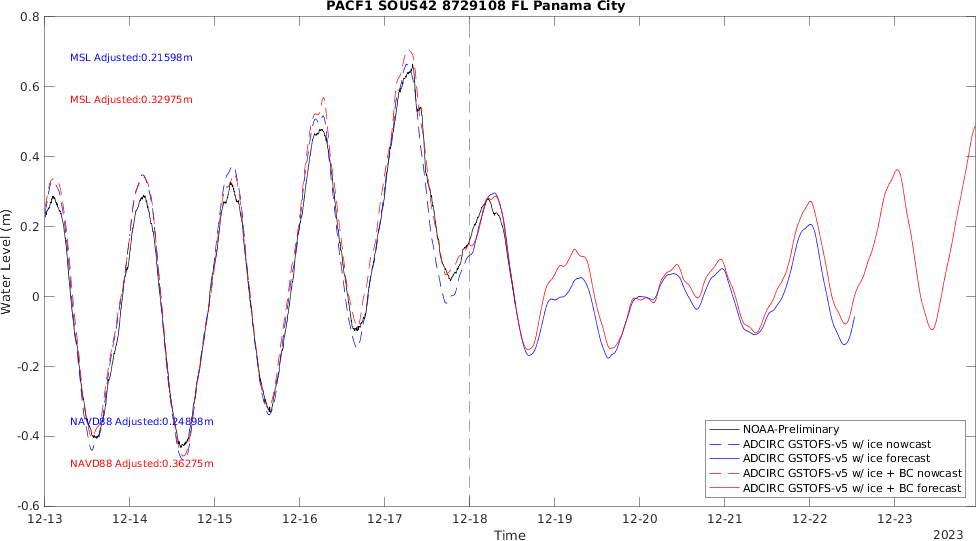 PACF1 SOUS42 8729108 FL Panama City
0.8
MSL Adjusted:0.21598m
0.6
MSL Adjusted:0.32975m
0.4
0.2
Water Level (m)
0
-0.2
NAVD88 Adjusted:0.24898m
-0.4
NAVD88 Adjusted:0.36275m
-0.6
NOAA-Preliminary
ADCIRC GSTOFS-v5 w/ ice nowcast
ADCIRC GSTOFS-v5 w/ ice forecast
ADCIRC GSTOFS-v5 w/ ice + BC nowcast
ADCIRC GSTOFS-v5 w/ ice + BC forecast
12-13 12-14 12-15 12-16 12-17 12-18 12-19 12-20 12-21 12-22 12-23
Time
2023